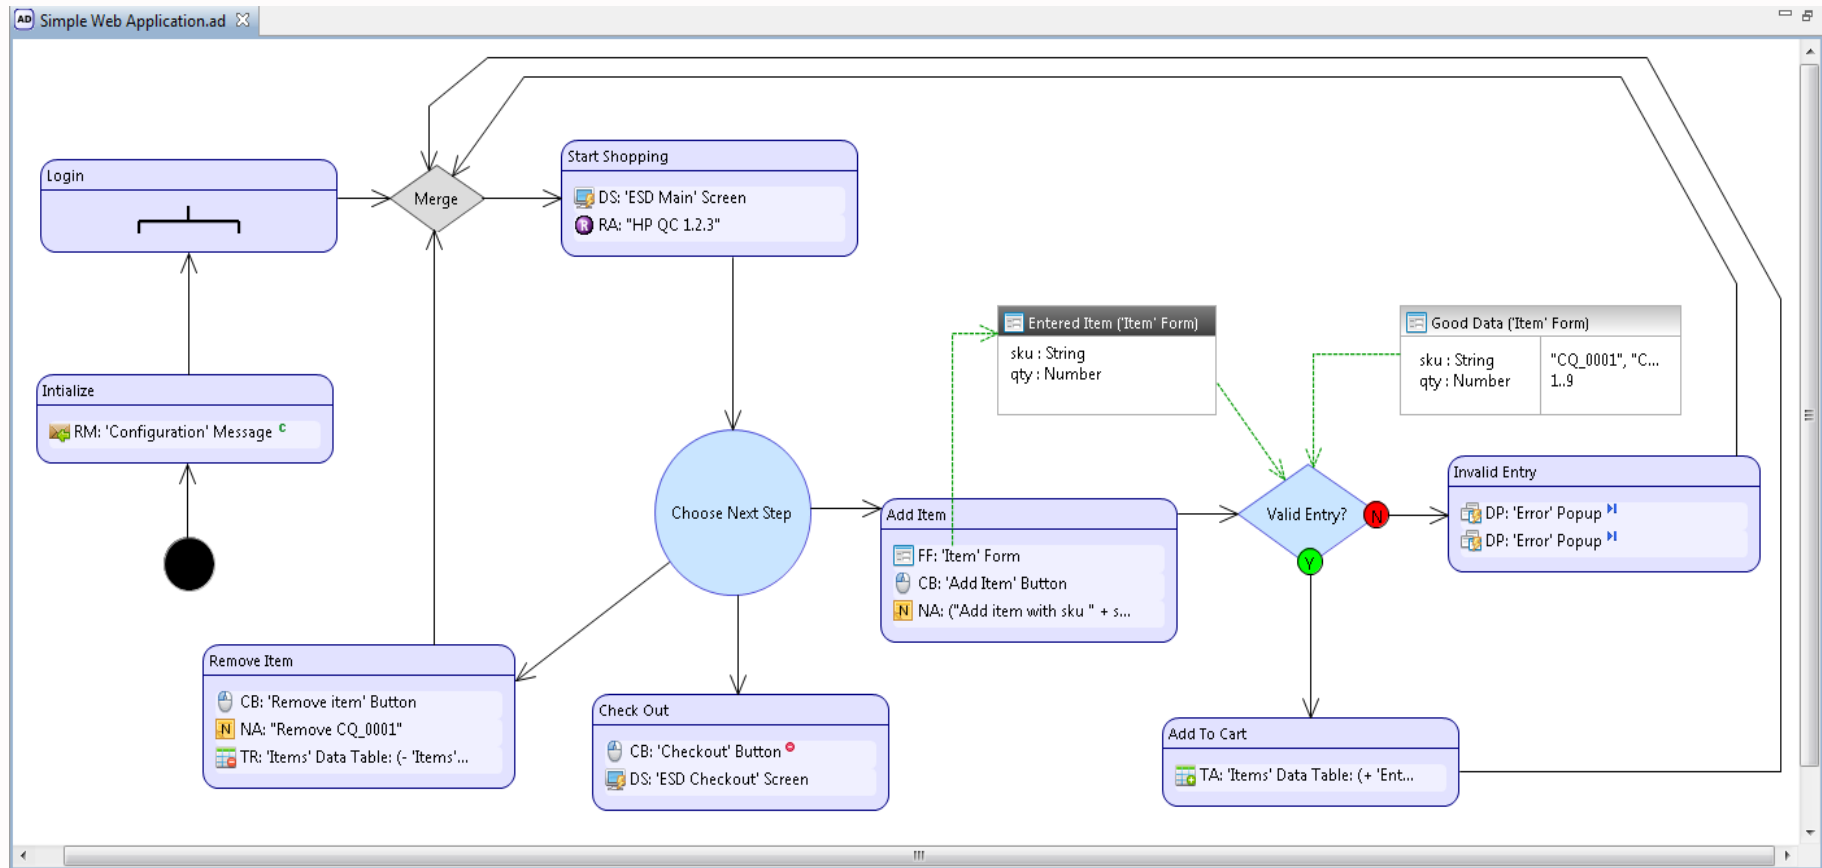 AD Simple Web Application.ad
Login
Merge
Start Shopping
DS: 'ESD Main' Screen
R RA: "HP QC 1.2.3"
Entered Item ('Item' Form)
sku : String
qty : Number
Good Data ('Item' Form)
sku : String "CQ_0001", "C...
qty : Number 1..9
Intialize
RM: 'Configuration' Message C
Choose Next Step
Add Item
FF: 'Item' Form
CB: 'Add Item' Button
N NA: ("Add item with sku " + s...
Valid Entry?
N
Y
Invalid Entry
DP: 'Error' Popup
DP: 'Error' Popup
Remove Item
CB: 'Remove item' Button
N NA: "Remove CQ_0001"
TR: 'Items' Data Table: (- 'Items'...
Check Out
CB: 'Checkout' Button
DS: 'ESD Checkout' Screen
Add To Cart
TA: 'Items' Data Table: (+ 'Ent...